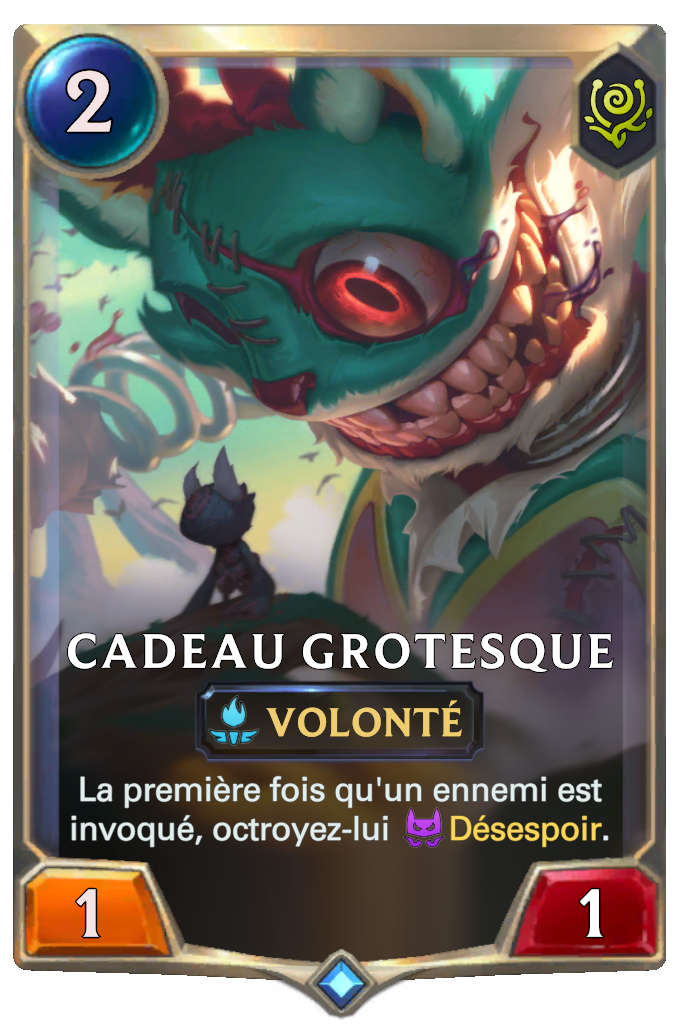 2
CADEAU GROTESQUE
VOLONTÉ
La première fois qu'un ennemi est
invoqué, octroyez-lui Désespoir.
1 1